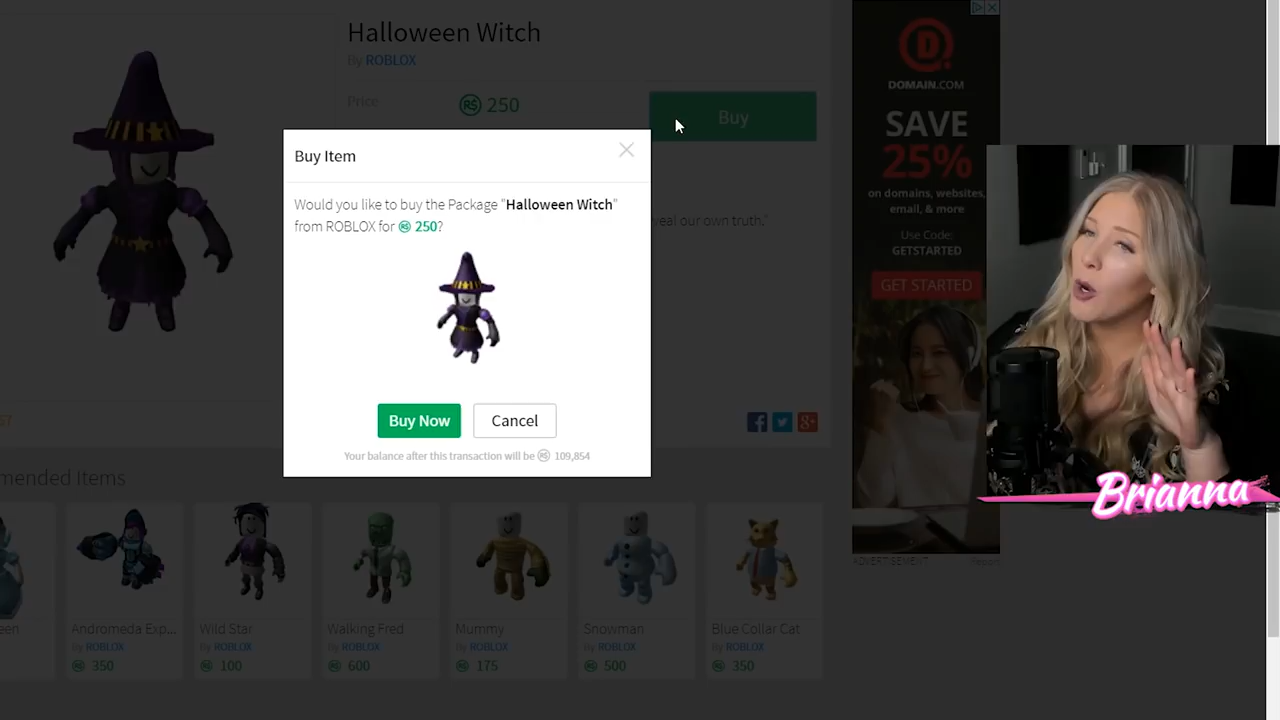 Halloween Witch
By ROBLOX
Price
R$ 250
Buy
Buy Item
Would you like to buy the Package "Halloween Witch"
from ROBLOX for R$ 250?
Buy Now
Cancel
Your balance after this transaction will be R$ 109,854
eal our own truth."
DOMAIN.COM
SAVE
25%
on domains, websites,
email, & more
Use Code:
GETSTARTED
GET STARTED
ADVERTISEMENT
Report
Brianna
mended Items
een
Andromeda Exp...
by ROBLOX
R$ 350
Wild Star
by ROBLOX
R$ 100
Walking Fred
by ROBLOX
R$ 600
Mummy
by ROBLOX
R$ 175
Snowman
by ROBLOX
R$ 500
Blue Collar Cat
by ROBLOX
R$ 350